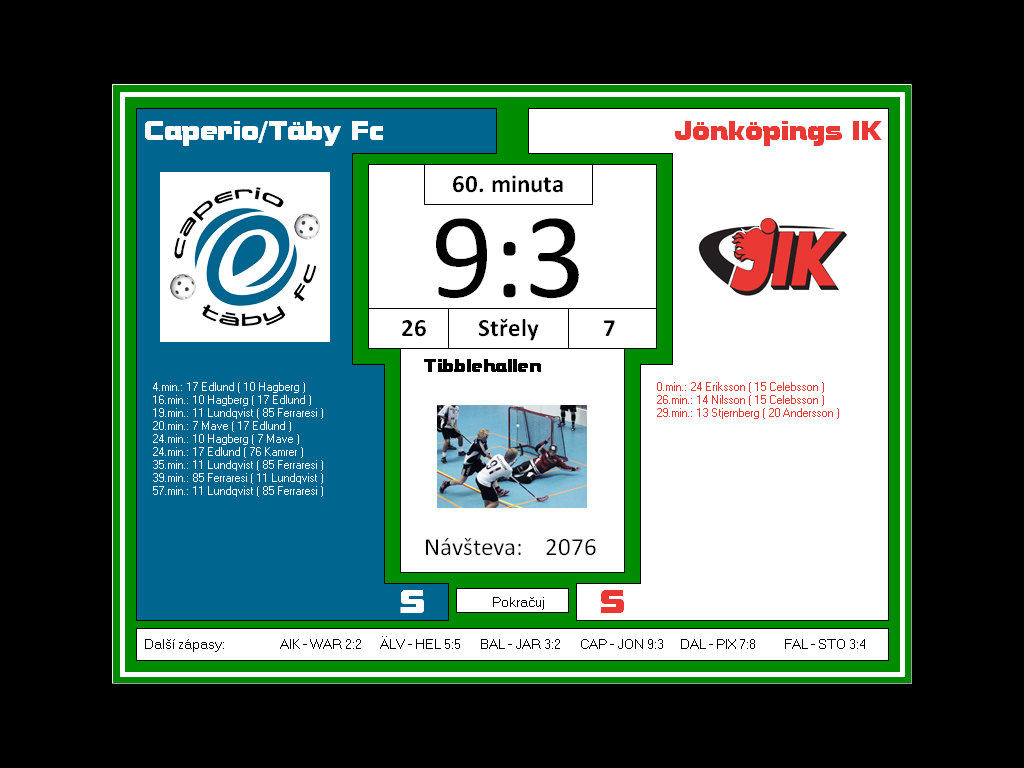 Caperio/Täby Fc
Jönköpings IK
60. minuta
9:3
26 Střely 7
caperio
täby fc
JIK
Tibblehallen
4.min.: 17 Edlund ( 10 Hagberg )
16.min.: 10 Hagberg ( 17 Edlund )
19.min.: 11 Lundqvist ( 85 Ferraresi )
20.min.: 7 Mave ( 17 Edlund )
24.min.: 10 Hagberg ( 7 Mave )
24.min.: 17 Edlund ( 76 Kamrer )
35.min.: 11 Lundqvist ( 85 Ferraresi )
39.min.: 85 Ferraresi ( 11 Lundqvist )
57.min.: 11 Lundqvist ( 85 Ferraresi )
0.min.: 24 Eriksson ( 15 Celebsson )
26.min.: 14 Nilsson ( 15 Celebsson )
29.min.: 13 Stjernberg ( 20 Andersson )
91
Návšteva: 2076
S
Pokračuj
S
Další zápasy: AIK - WAR 2:2 ÄLV - HEL 5:5 BAL - JAR 3:2 CAP - JON 9:3 DAL - PIX 7:8 FAL - STO 3:4